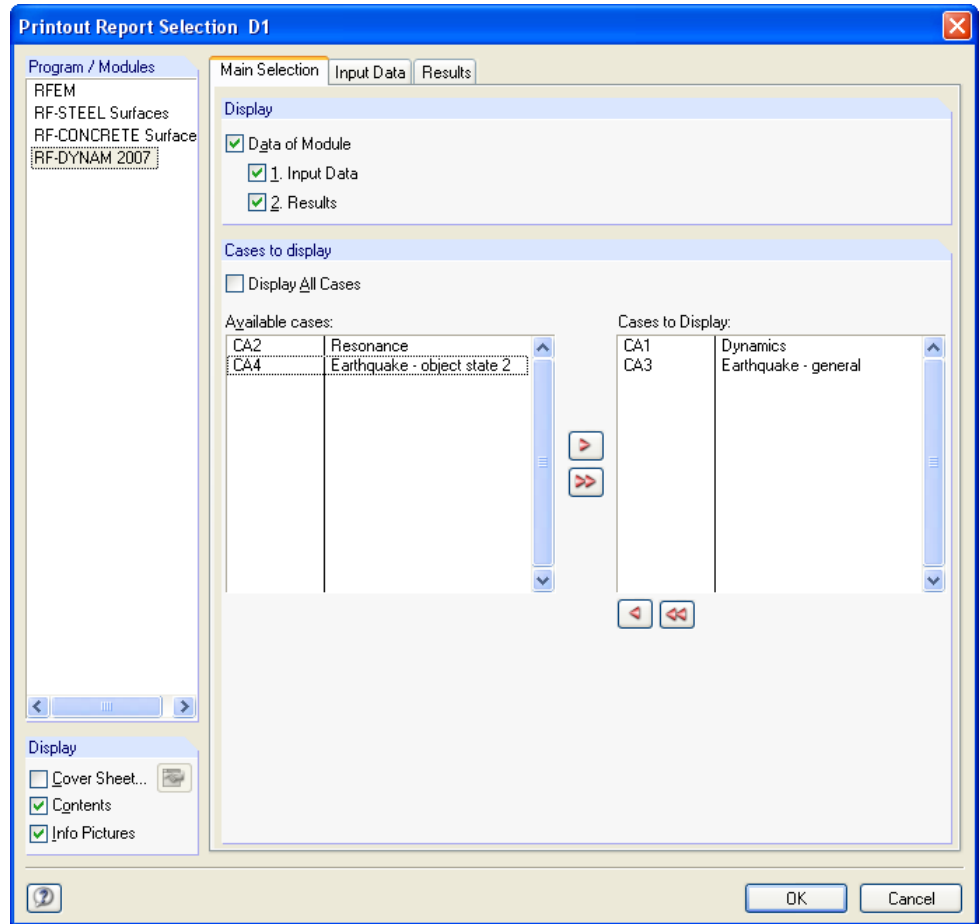 Printout Report Selection D1
Program / Modules
RFEM
RF-STEEL Surfaces
RF-CONCRETE Surface
RF-DYNAM 2007
Display
Cover Sheet...
Contents
Info Pictures
Main Selection
Input Data
Results
Display
Data of Module
1. Input Data
2. Results
Cases to display
Display All Cases
Available cases:
CA2 Resonance
CA4 Earthquake - object state 2
>
>>
Cases to Display:
CA1 Dynamics
CA3 Earthquake - general
<
<<
OK
Cancel